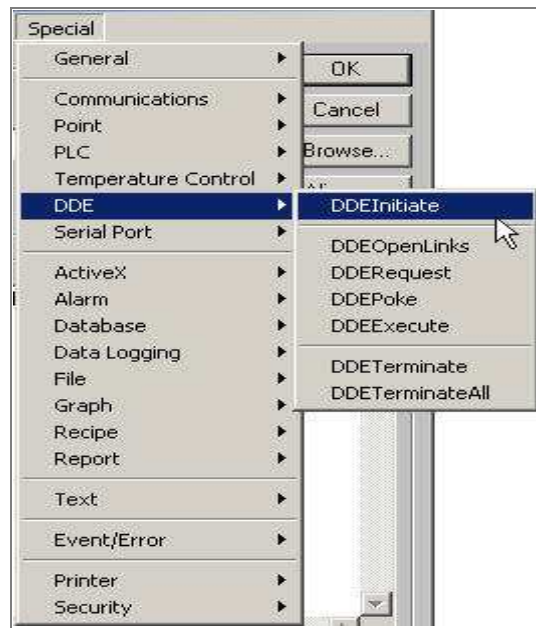 Special
General
Communications
Point
PLC
Temperature Control
DDE
Serial Port
ActiveX
Alarm
Database
Data Logging
File
Graph
Recipe
Report
Text
Event/Error
Printer
Security
OK
Cancel
Browse...
DDEInitiate
DDEOpenLinks
DDERequest
DDEPoke
DDEExecute
DDETerminate
DDETerminateAll